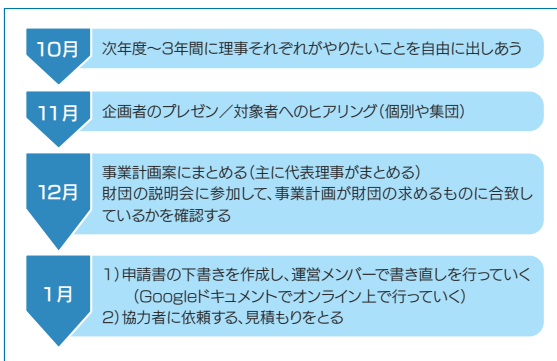 10月
次年度～3年間に理事それぞれがやりたいことを自由に出しあう
11月
企画者のプレゼン／対象者へのヒアリング（個別や集団）
12月
事業計画案にまとめる（主に代表理事がまとめる）
財団の説明会に参加して、事業計画が財団の求めるものに合致し
ているかを確認する
1月
1）申請書の下書きを作成し、運営メンバーで書き直しを行っていく
（Googleドキュメントでオンライン上で行っていく）
2）協力者に依頼する、見積もりをとる